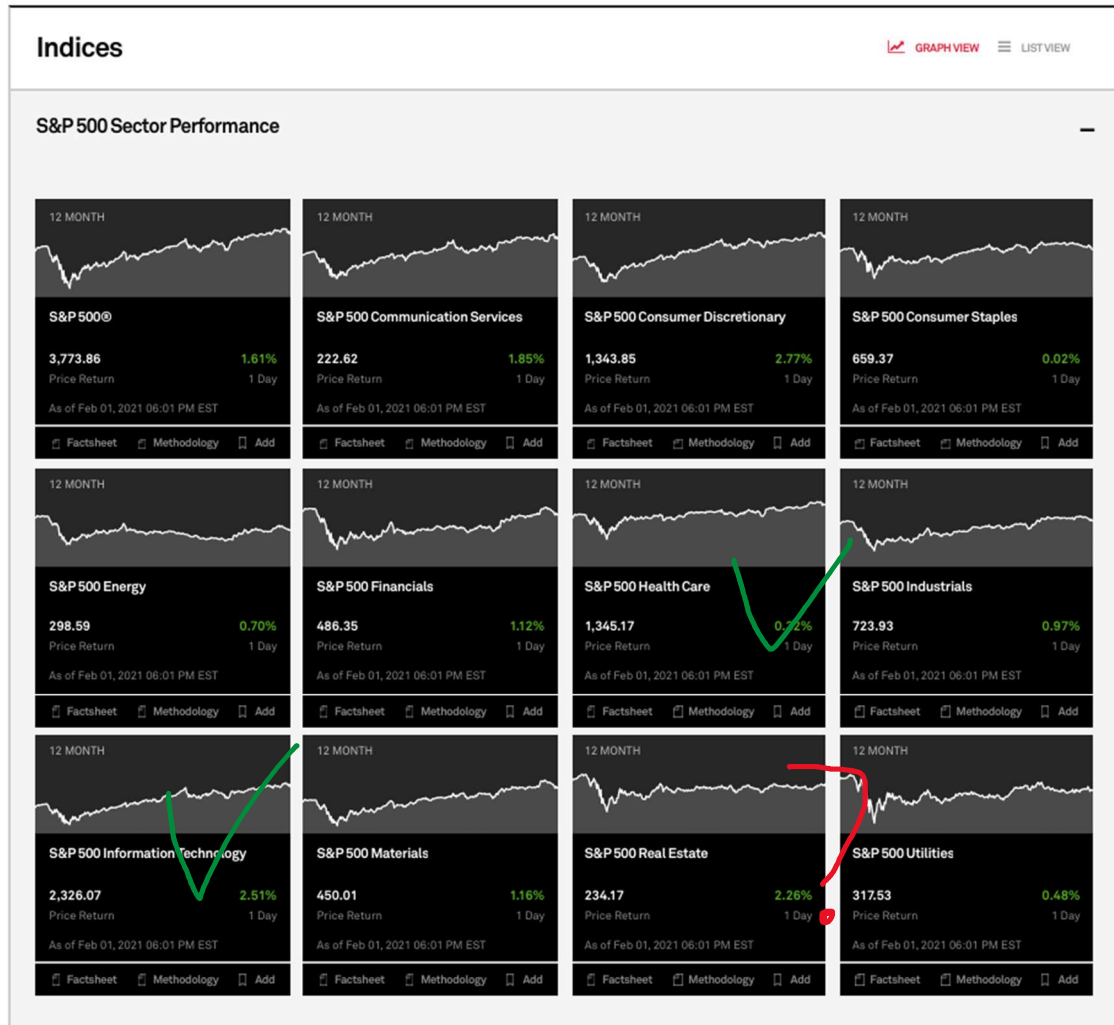 Indices
GRAPH VIEW LIST VIEW
S&P 500 Sector Performance
12 MONTH
S&P 500®
3,773.86 1.61%
Price Return 1 Day
As of Feb 01, 2021 06:01 PM EST
Factsheet Methodology Add
12 MONTH
S&P 500 Communication Services
222.62 1.85%
Price Return 1 Day
As of Feb 01, 2021 06:01 PM EST
Factsheet Methodology Add
12 MONTH
S&P 500 Consumer Discretionary
1,343.85 2.77%
Price Return 1 Day
As of Feb 01, 2021 06:01 PM EST
Factsheet Methodology Add
12 MONTH
S&P 500 Consumer Staples
659.37 0.02%
Price Return 1 Day
As of Feb 01, 2021 06:01 PM EST
Factsheet Methodology Add
12 MONTH
S&P 500 Energy
298.59 0.70%
Price Return 1 Day
As of Feb 01, 2021 06:01 PM EST
Factsheet Methodology Add
12 MONTH
S&P 500 Financials
486.35 1.12%
Price Return 1 Day
As of Feb 01, 2021 06:01 PM EST
Factsheet Methodology Add
12 MONTH
S&P 500 Health Care
1,345.17
Price Return 1 Day
As of Feb 01, 2021 06:01 PM EST
Factsheet Methodology Add
12 MONTH
S&P 500 Industrials
723.93 0.97%
Price Return 1 Day
As of Feb 01, 2021 06:01 PM EST
Factsheet Methodology Add
12 MONTH
S&P 500 Information Technology
2,326.07 2.51%
Price Return 1 Day
As of Feb 01, 2021 06:01 PM EST
Factsheet Methodology Add
12 MONTH
S&P 500 Materials
450.01 1.16%
Price Return 1 Day
As of Feb 01, 2021 06:01 PM EST
Factsheet Methodology Add
12 MONTH
S&P 500 Real Estate
234.17 2.26%
Price Return 1 Day
As of Feb 01, 2021 06:01 PM EST
Factsheet Methodology Add
12 MONTH
S&P 500 Utilities
317.53 0.48%
Price Return 1 Day
As of Feb 01, 2021 06:01 PM EST
Factsheet Methodology Add